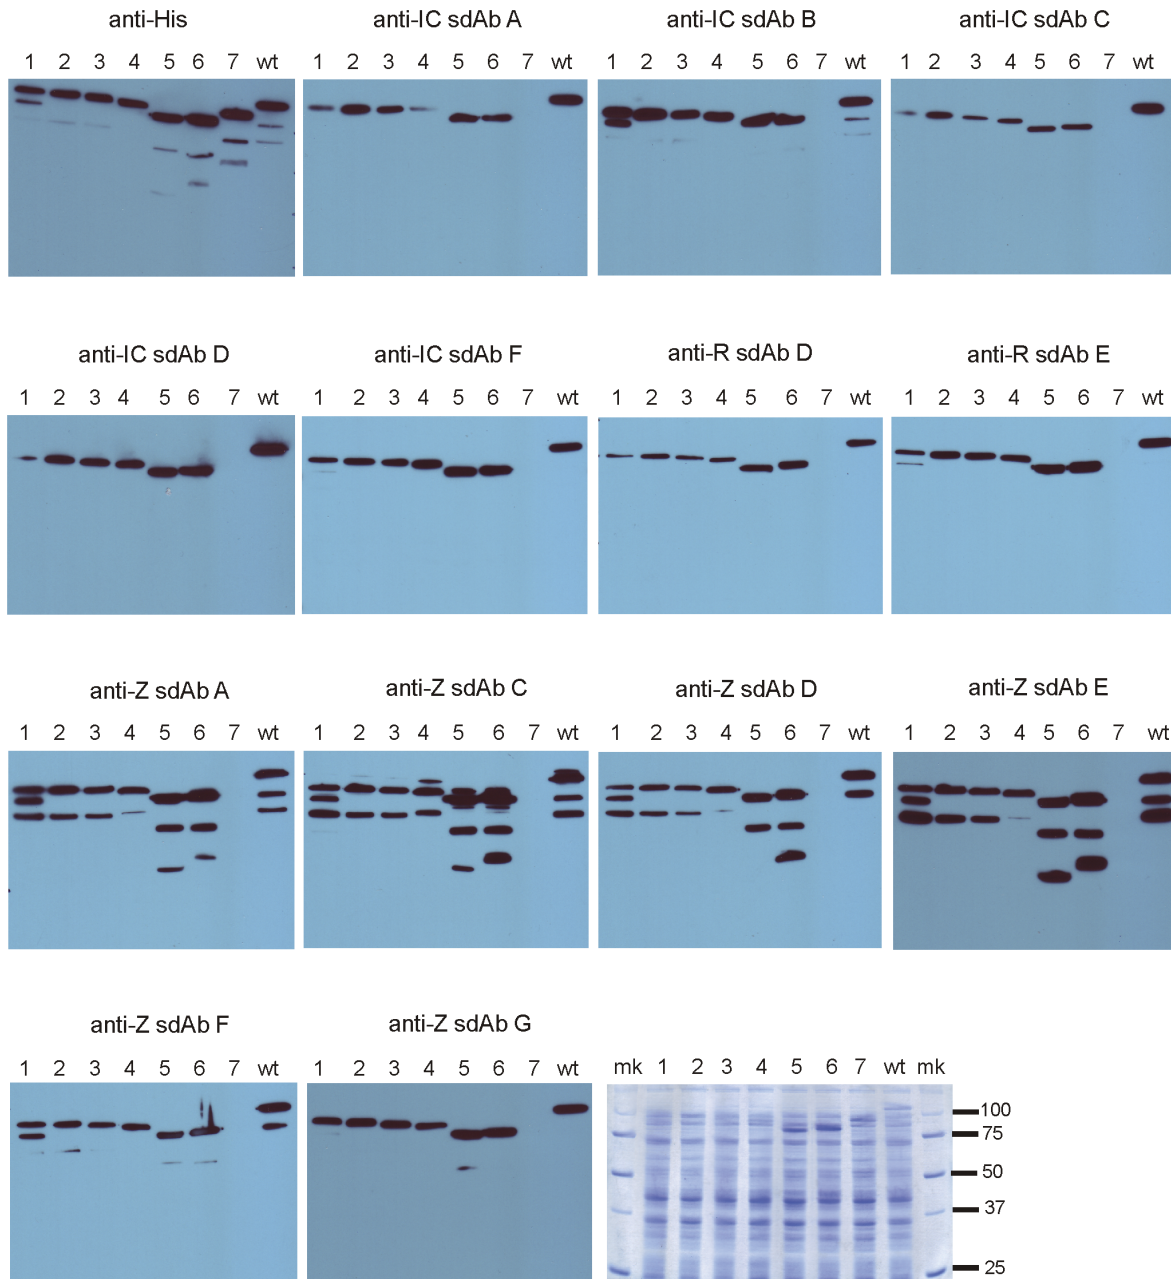 anti-His
anti-IC sdAb A
anti-IC sdAb B
anti-IC sdAb C
1 2 3 4 5 6 7 wt
1 2 3 4 5 6 7 wt
1 2 3 4 5 6 7 wt
1 2 3 4 5 6 7 wt
anti-IC sdAb D
anti-IC sdAb F
anti-R sdAb D
anti-R sdAb E
1 2 3 4 5 6 7 wt
1 2 3 4 5 6 7 wt
1 2 3 4 5 6 7 wt
1 2 3 4 5 6 7 wt
anti-Z sdAb A
anti-Z sdAb C
anti-Z sdAb D
anti-Z sdAb E
1 2 3 4 5 6 7 wt
1 2 3 4 5 6 7 wt
1 2 3 4 5 6 7 wt
1 2 3 4 5 6 7 wt
anti-Z sdAb F
anti-Z sdAb G
1 2 3 4 5 6 7 wt
1 2 3 4 5 6 7 wt
mk 1 2 3 4 5 6 7 wt mk
100
75
50
37
25